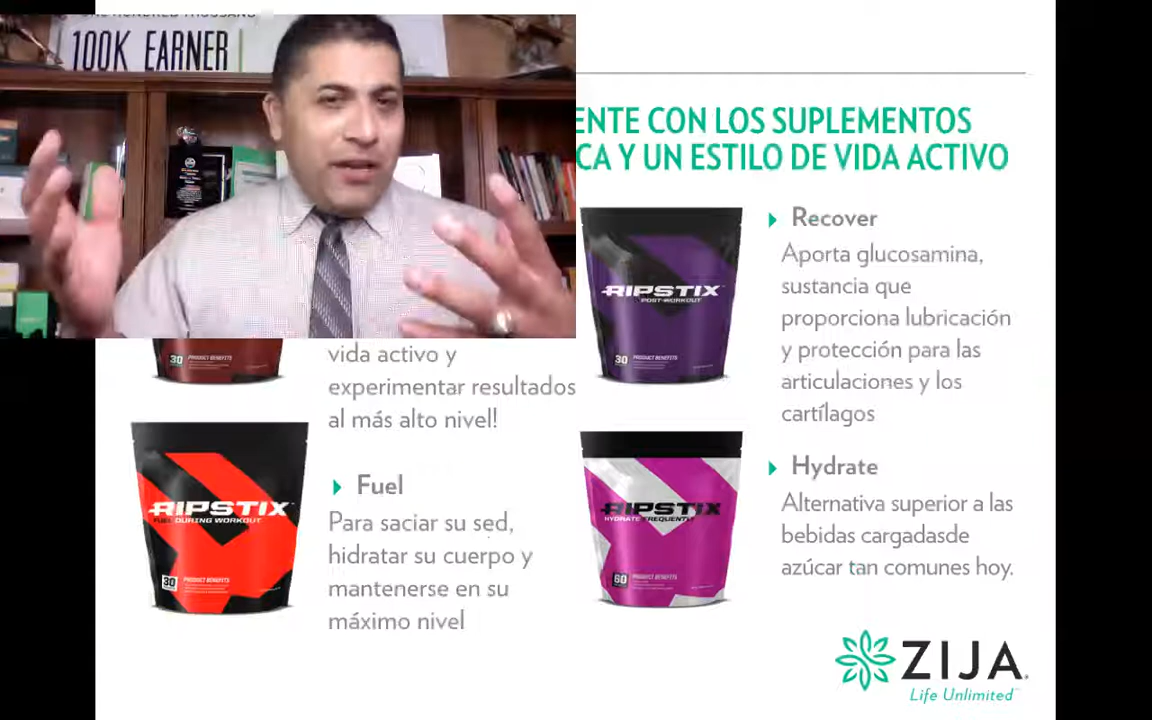 100K EARNER
ENTE CON LOS SUPLEMENTOS
CA Y UN ESTILO DE VIDA ACTIVO
RIPSTIX
POST-WORKOUT
30 PRODUCT BENEFITS
Recover
Aporta glucosamina,
sustancia que
proporciona lubricación
y protección para las
articulaciones y los
cartílagos
30 PRODUCT BENEFITS
vida activo y
experimentar resultados
al más alto nivel!
RIPSTIX
FUEL DURING WORKOUT
30 PRODUCT BENEFITS
Fuel
Para saciar su sed,
hidratar su cuerpo y
mantenerse en su
máximo nivel
RIPSTIX
HYDRATE FREQUENTLY
60 PRODUCT BENEFITS
Hydrate
Alternativa superior a las
bebidas cargadasde
azúcar tan comunes hoy.
ZIJA
Life Unlimited